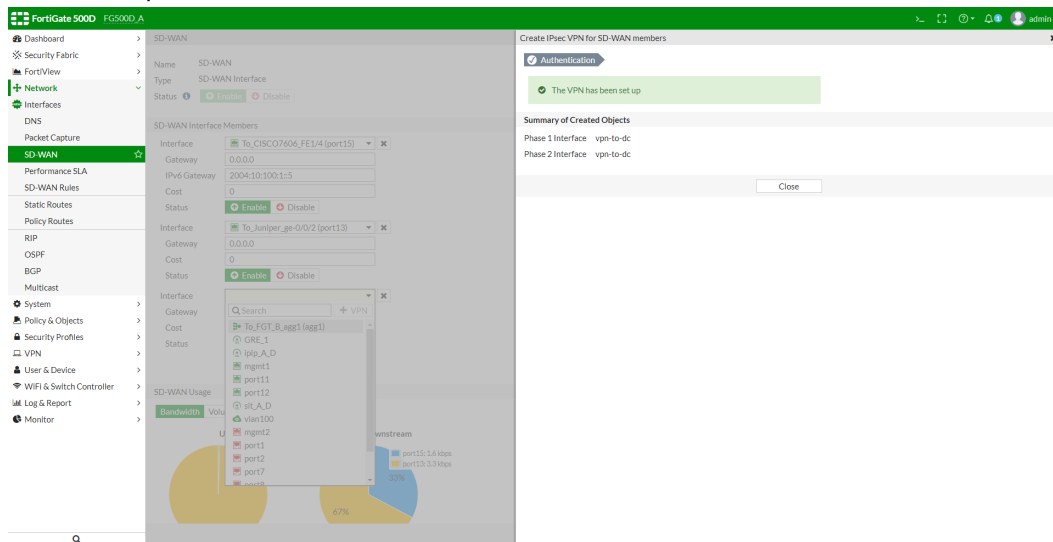 FortiGate 500D FG500D_A
>_ admin
Dashboard
Security Fabric
FortiView
Network
Interfaces
DNS
Packet Capture
SD-WAN
Performance SLA
SD-WAN Rules
Static Routes
Policy Routes
RIP
OSPF
BGP
Multicast
System
Policy & Objects
Security Profiles
VPN
User & Device
WiFi & Switch Controller
Log & Report
Monitor
SD-WAN
Name SD-WAN
Type SD-WAN Interface
Status Enable Disable
SD-WAN Interface Members
Interface To_CISCO7606_FE1/4 (port15)
Gateway 0.0.0.0
IPv6 Gateway 2004:10:100:1::5
Cost 0
Status Enable Disable
Interface To_Juniper_ge-0/0/2 (port13)
Gateway 0.0.0.0
Cost 0
Status Enable Disable
Interface
Gateway
Cost
Status
Search + VPN
To_FGT_B_agg1 (agg1)
GRE_1
ipip_A_D
mgmt1
port11
port12
sit_A_D
vlan100
mgmt2
port1
port2
port7
SD-WAN Usage
Bandwidth Volu
U
wnstream
port15: 1.6 kbps
port13: 3.3 kbps
33%
67%
Create IPsec VPN for SD-WAN members
Authentication
The VPN has been set up
Summary of Created Objects
Phase 1 Interface vpn-to-dc
Phase 2 Interface vpn-to-dc
Close